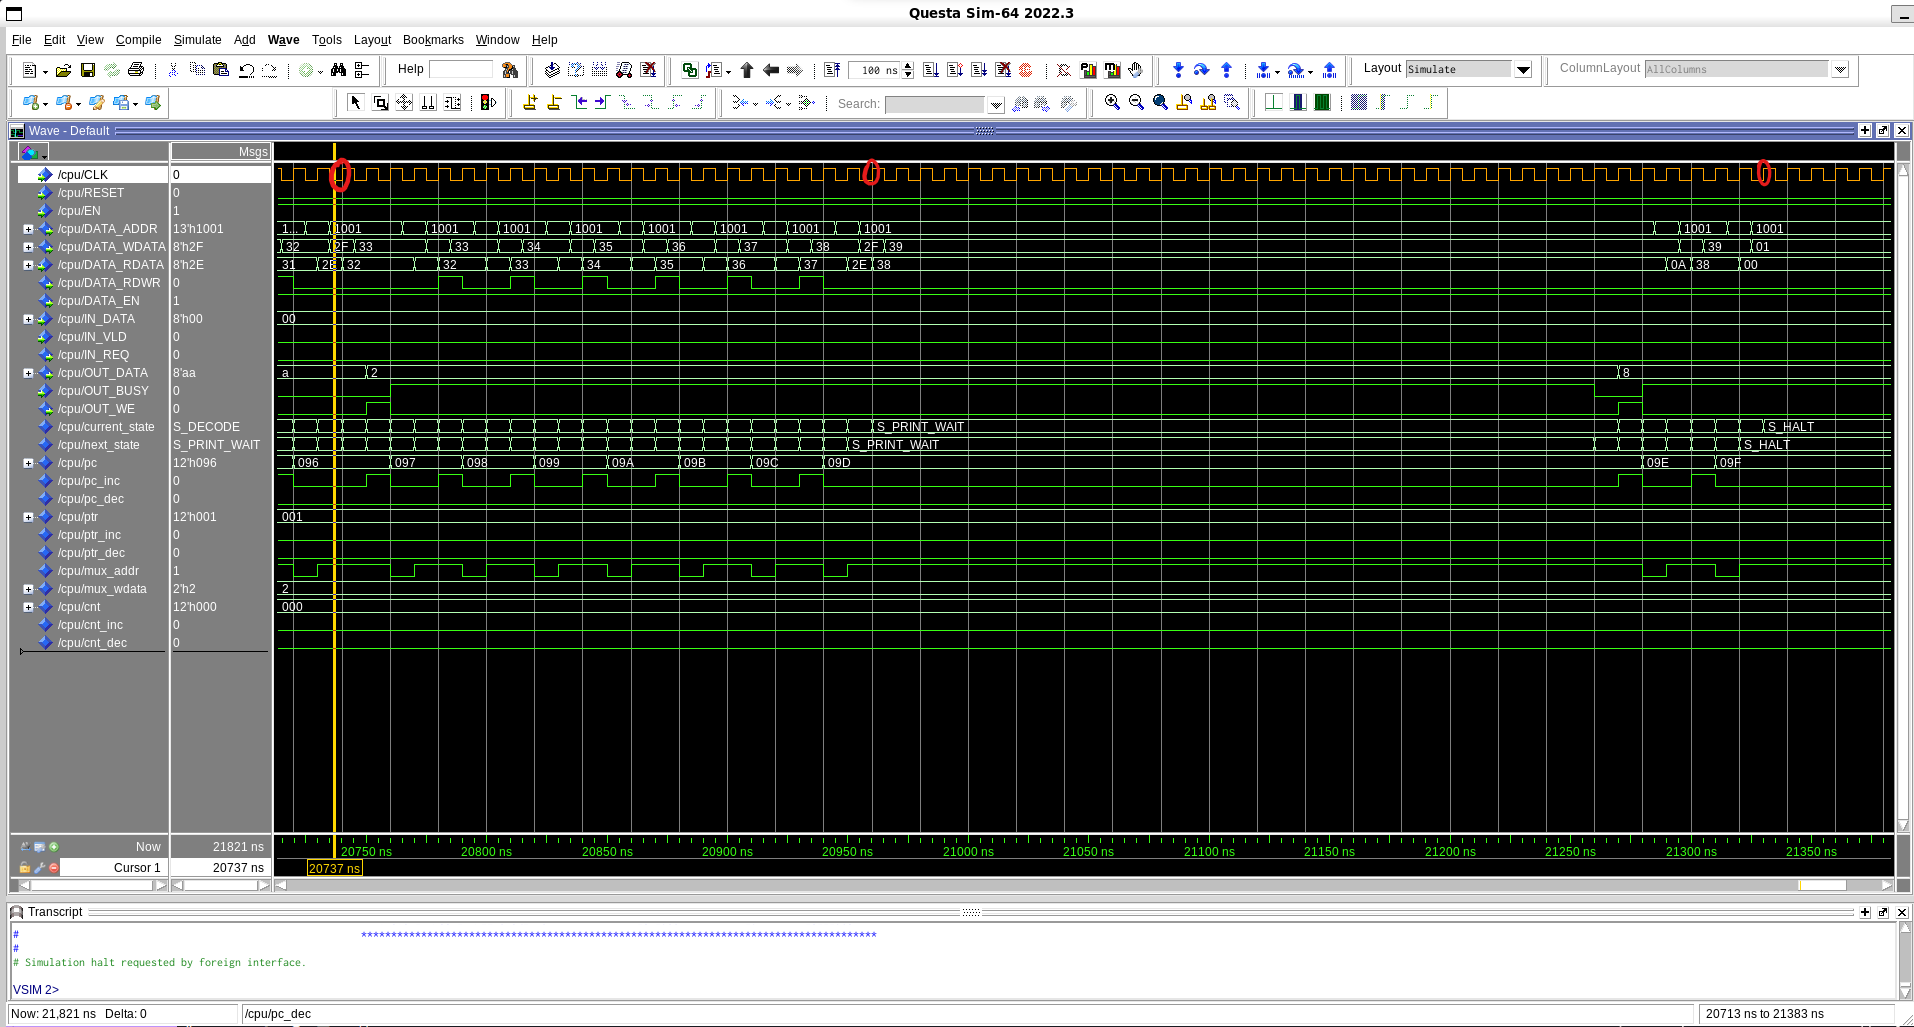 Questa Sim-64 2022.3
File Edit View Compile Simulate Add Wave Tools Layout Bookmarks Window Help
Help 100 ns Layout Simulate ColumnLayout AllColumns
Search:
Wave - Default
Msgs
/cpu/CLK 0
/cpu/RESET 0
/cpu/EN 1
/cpu/DATA_ADDR 13'h1001 1... 1001 1001 1001 1001 1001 1001 1001 1001 1001 1001
/cpu/DATA_WDATA 8'h2F 32 2F 33 33 34 35 36 37 38 2F 39 39 01
/cpu/DATA_RDATA 8'h2E 31 2E 32 32 33 34 35 36 37 2E 38 0A 38 00
/cpu/DATA_RDWR 0
/cpu/DATA_EN 1
/cpu/IN_DATA 8'h00 00
/cpu/IN_VLD 0
/cpu/IN_REQ 0
/cpu/OUT_DATA 8'aa a 2 8
/cpu/OUT_BUSY 0
/cpu/OUT_WE 0
/cpu/current_state S_DECODE S_PRINT_WAIT S_HALT
/cpu/next_state S_PRINT_WAIT S_PRINT_WAIT S_HALT
/cpu/pc 12'h096 096 097 098 099 09A 09B 09C 09D 09E 09F
/cpu/pc_inc 0
/cpu/pc_dec 0
/cpu/ptr 12'h001 001
/cpu/ptr_inc 0
/cpu/ptr_dec 0
/cpu/mux_addr 1
/cpu/mux_wdata 2'h2 2
/cpu/cnt 12'h000 000
/cpu/cnt_inc 0
/cpu/cnt_dec 0
Now 21821 ns 20750 ns 20800 ns 20850 ns 20900 ns 20950 ns 21000 ns 21050 ns 21100 ns 21150 ns 21200 ns 21250 ns 21300 ns 21350 ns
Cursor 1 20737 ns 20737 ns
Transcript
# **************************************************************************************
#
# Simulation halt requested by foreign interface.
VSIM 2>
Now: 21,821 ns Delta: 0 /cpu/pc_dec 20713 ns to 21383 ns